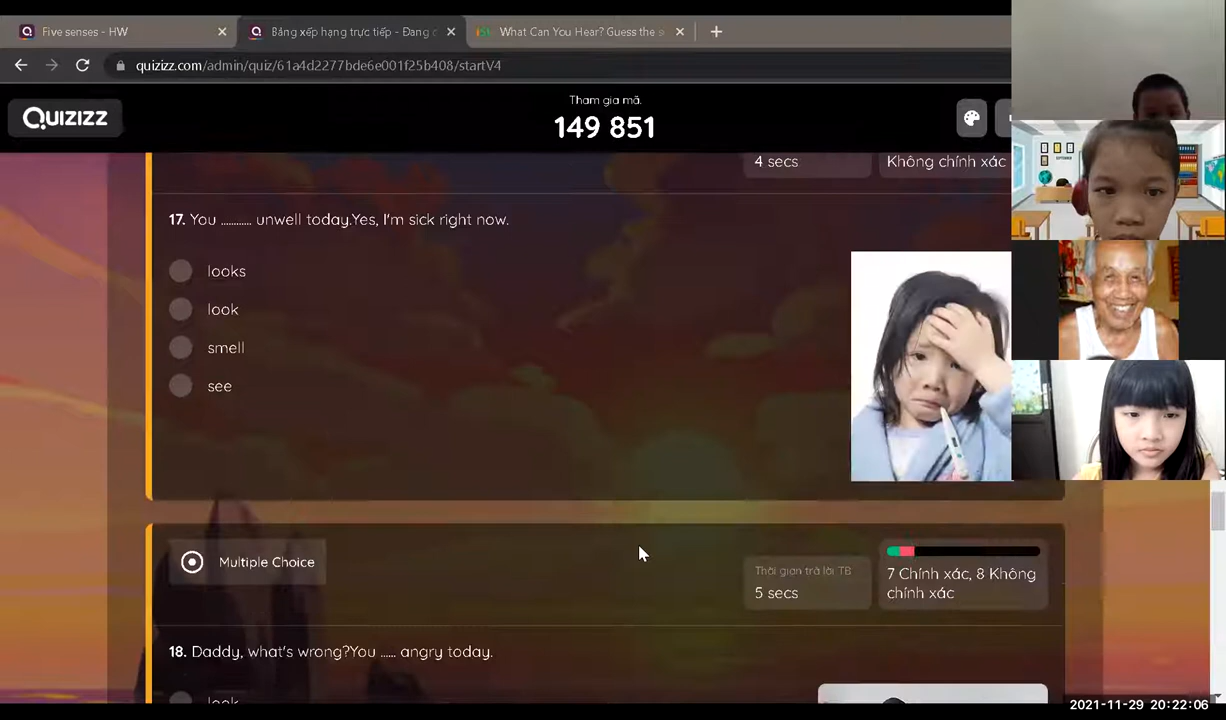 Five senses - HW
Bảng xếp hạng trực tiếp - Đang
What Can You Hear? Guess the
quizizz.com/admin/quiz/61a4d2277bde6e001f25b408/startV4
Quizizz
Tham gia mã.
149 851
4 secs
Không chính xác
17. You ............ unwell today.Yes, I'm sick right now.
looks
look
smell
see
Multiple Choice
Thời gian trả lời TB
5 secs
7 Chính xác, 8 Không
chính xác
18. Daddy, what's wrong?You ...... angry today.
look
2021-11-29 20:22:06